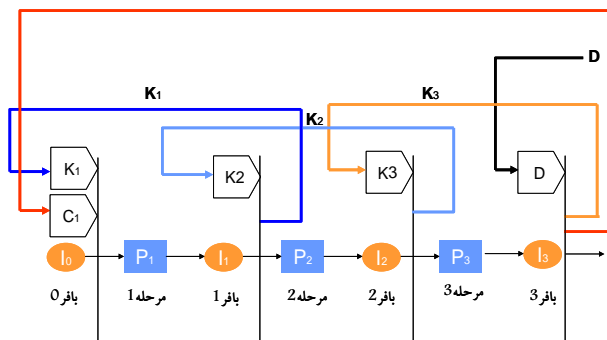 D
K₁
K₂
K₃
K₁
K2
K3
D
C₁
I₀
P₁
I₁
P₂
I₂
P₃
I₃
بافر0
مرحله1
بافر1
مرحله2
بافر2
مرحله3
بافر3